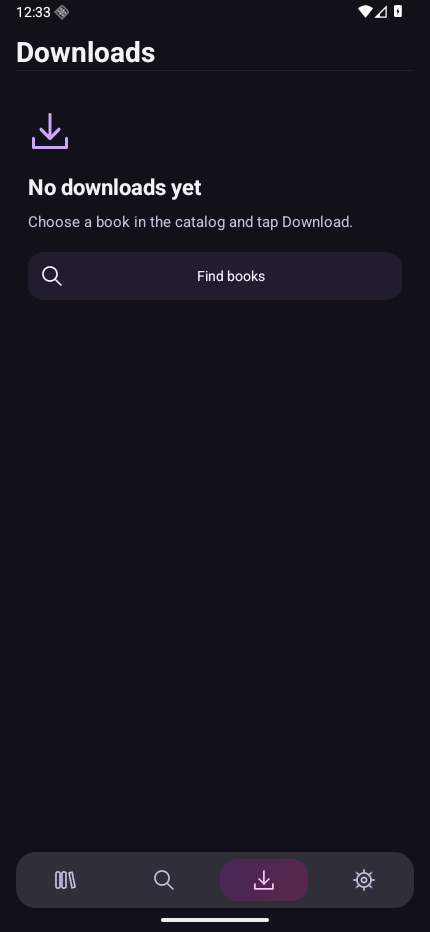 12:33
Downloads
No downloads yet
Choose a book in the catalog and tap Download.
Find books